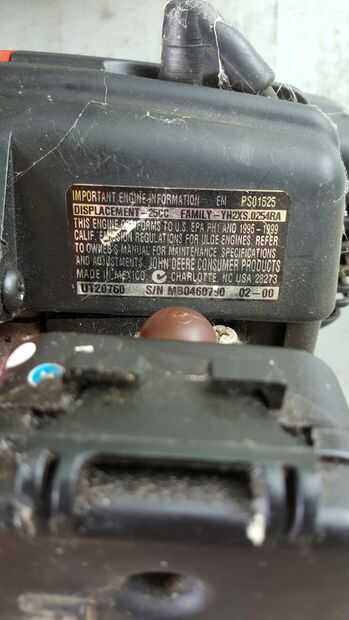 IMPORTANT ENGINE INFORMATION EN PS01525
DISPLACEMENT-25CC FAMILY-YH2XS.0254RA
THIS ENGINE CONFORMS TO U.S. EPA PH1 AND 1995-1999
CALIF. EMISSION REGULATIONS FOR ULGE ENGINES. REFER
TO OWNERS MANUAL FOR MAINTENANCE SPECIFICATIONS
AND ADJUSTMENTS. JOHN DEERE CONSUMER PRODUCTS
MADE IN MEXICO CHARLOTTE, NC USA 28273
UT20760 S/N MB0460790 02-00